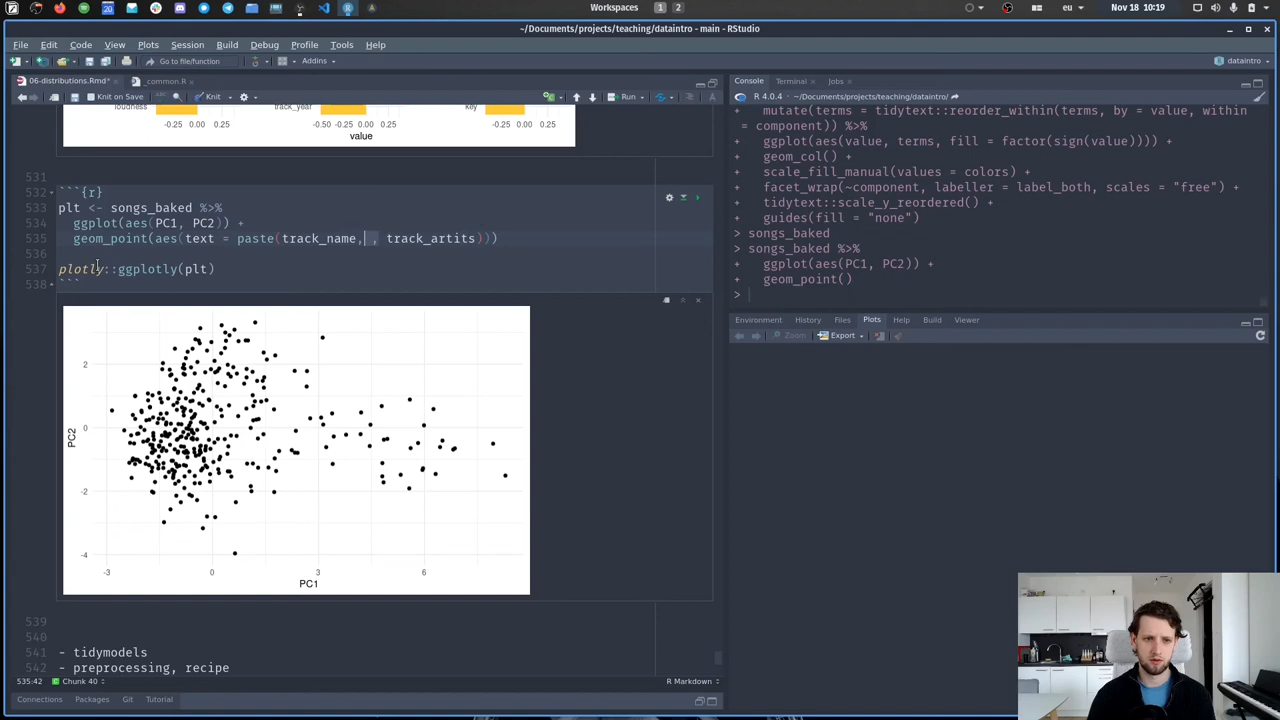 Workspaces 1 2
Nov 18 10:19
~/Documents/projects/teaching/dataintro - main - RStudio
File Edit Code View Plots Session Build Debug Profile Tools Help
Go to file/function
Addins
dataintro
06-distributions.Rmd*
_common.R
Knit on Save
Knit
Run
loudness
track_year
key
-0.25 0.00 0.25
-0.50 -0.25 0.00
-0.25 0.00 0.25
value
531
532 ```{r}
533 plt <- songs_baked %>%
534 ggplot(aes(PC1, PC2)) +
535 geom_point(aes(text = paste(track_name, , track_artits)))
536
537 plotly::ggplotly(plt)
538 ```
2
0
-2
-4
PC2
-3 0 3 6
PC1
539
540
541 - tidymodels
542 - preprocessing, recipe
535:42 Chunk 40
R Markdown
Connections Packages Git Tutorial
Console Terminal Jobs
R 4.0.4 · ~/Documents/projects/teaching/dataintro/
+ mutate(terms = tidytext::reorder_within(terms, by = value, within
= component)) %>%
+ ggplot(aes(value, terms, fill = factor(sign(value)))) +
+ geom_col() +
+ scale_fill_manual(values = colors) +
+ facet_wrap(~component, labeller = label_both, scales = "free") +
+ tidytext::scale_y_reordered() +
+ guides(fill = "none")
> songs_baked
> songs_baked %>%
+ ggplot(aes(PC1, PC2)) +
+ geom_point()
>
Environment History Files Plots Help Build Viewer
Zoom Export